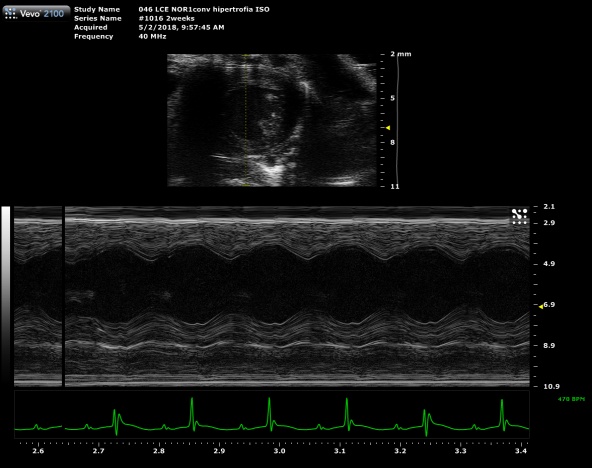 Vevo 2100
Study Name 046 LCE NOR1conv hipertrofia ISO
Series Name #1016 2weeks
Acquired 5/2/2018, 9:57:45 AM
Frequency 40 MHz
2 mm
5
8
11
2.1
2.9
4.9
6.9
8.9
10.9
470 BPM
2.6 2.7 2.8 2.9 3.0 3.1 3.2 3.3 3.4